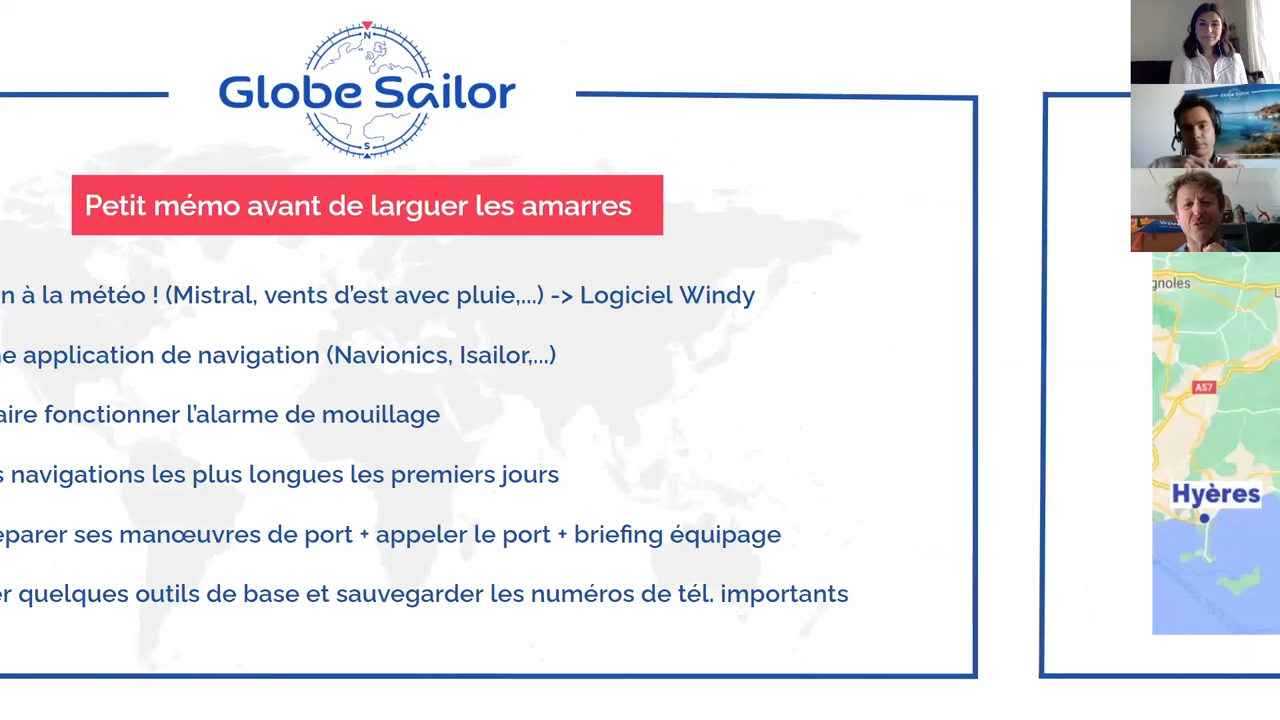 N
Globe Sailor
S
Petit mémo avant de larguer les amarres
n à la météo ! (Mistral, vents d'est avec pluie,...) -> Logiciel Windy
e application de navigation (Navionics, Isailor,...)
aire fonctionner l'alarme de mouillage
s navigations les plus longues les premiers jours
éparer ses manœuvres de port + appeler le port + briefing équipage
er quelques outils de base et sauvegarder les numéros de tél. importants
Globe Sailor
gnoles
A57
Hyères